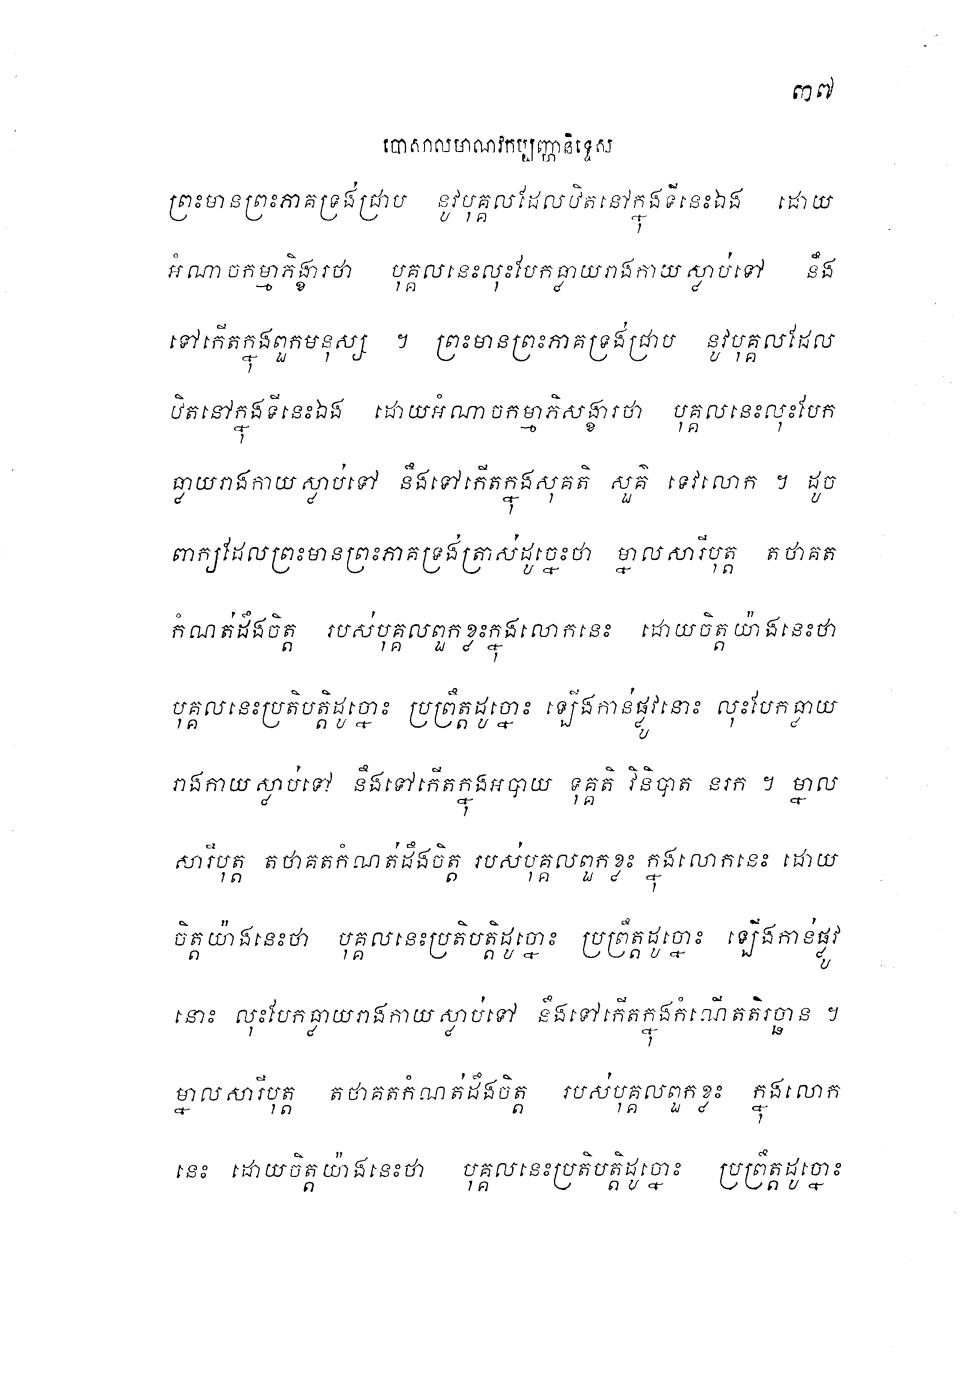 ៣៧
បោសាលមាណវកប្បញ្ហានិទ្ទេស
ព្រះមានព្រះភាគទ្រង់ជ្រាប នូវបុគ្គលដែលឋិតនៅក្នុងទីនេះឯង ដោយ
អំណាចកម្មាភិង្ខារថា បុគ្គលនេះលុះបែកធ្លាយរាងកាយស្លាប់ទៅ នឹង
ទៅកើតក្នុងពួកមនុស្ស ។ ព្រះមានព្រះភាគទ្រង់ជ្រាប នូវបុគ្គលដែល
ឋិតនៅក្នុងទីនេះឯង ដោយអំណាចកម្មាភិសង្ខារថា បុគ្គលនេះលុះបែក
ធ្លាយរាងកាយស្លាប់ទៅ នឹងទៅកើតក្នុងសុគតិ សួគ៌ ទេវលោក ។ ដូច
ពាក្យដែលព្រះមានព្រះភាគទ្រង់ត្រាស់ដូច្នេះថា ម្នាលសារីបុត្ត តថាគត
កំណត់ដឹងចិត្ត របស់បុគ្គលពួកខ្លះក្នុងលោកនេះ ដោយចិត្តយ៉ាងនេះថា
បុគ្គលនេះប្រតិបត្តិដូច្នោះ ប្រព្រឹត្តដូច្នោះ ឡើងកាន់ផ្លូវនោះ លុះបែកធ្លាយ
រាងកាយស្លាប់ទៅ នឹងទៅកើតក្នុងអបាយ ទុគ្គតិ វិនិបាត នរក ។ ម្នាល
សារីបុត្ត តថាគតកំណត់ដឹងចិត្ត របស់បុគ្គលពួកខ្លះ ក្នុងលោកនេះ ដោយ
ចិត្តយ៉ាងនេះថា បុគ្គលនេះប្រតិបត្តិដូច្នោះ ប្រព្រឹត្តដូច្នោះ ឡើងកាន់ផ្លូវ
នោះ លុះបែកធ្លាយរាងកាយស្លាប់ទៅ នឹងទៅកើតក្នុងកំណើតតិរច្ឆាន ។
ម្នាលសារីបុត្ត តថាគតកំណត់ដឹងចិត្ត របស់បុគ្គលពួកខ្លះ ក្នុងលោក
នេះ ដោយចិត្តយ៉ាងនេះថា បុគ្គលនេះប្រតិបត្តិដូច្នោះ ប្រព្រឹត្តដូច្នោះ